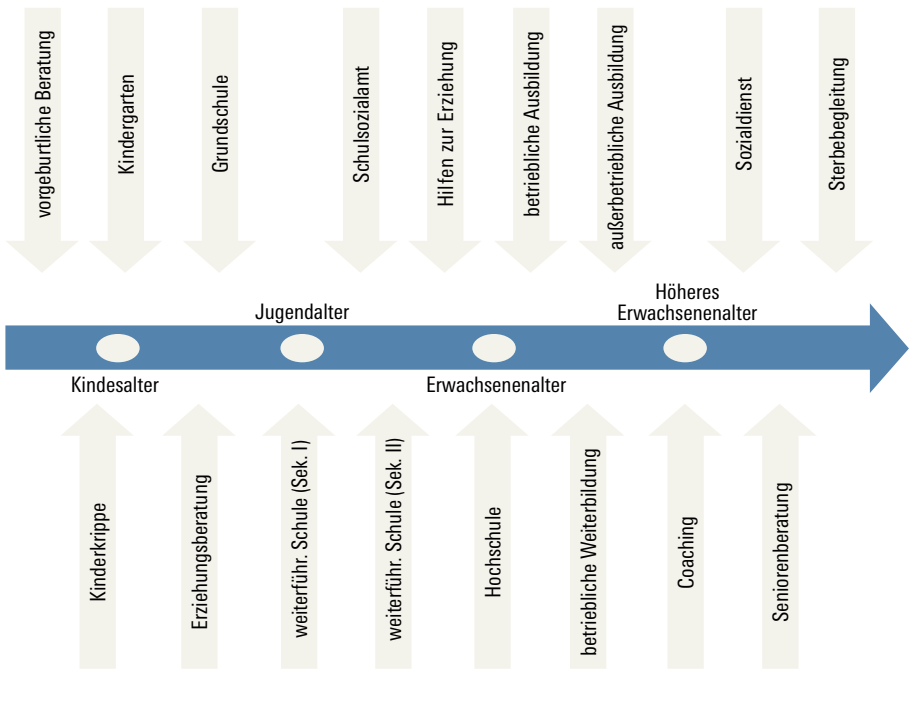 vorgeburtliche Beratung
Kindergarten
Grundschule
Schulsozialamt
Hilfen zur Erziehung
betriebliche Ausbildung
außerbetriebliche Ausbildung
Sozialdienst
Sterbebegleitung
Jugendalter
Höheres
Erwachsenenalter
Kindesalter
Erwachsenenalter
Kinderkrippe
Erziehungsberatung
weiterführ. Schule (Sek. I)
weiterführ. Schule (Sek. II)
Hochschule
betriebliche Weiterbildung
Coaching
Seniorenberatung